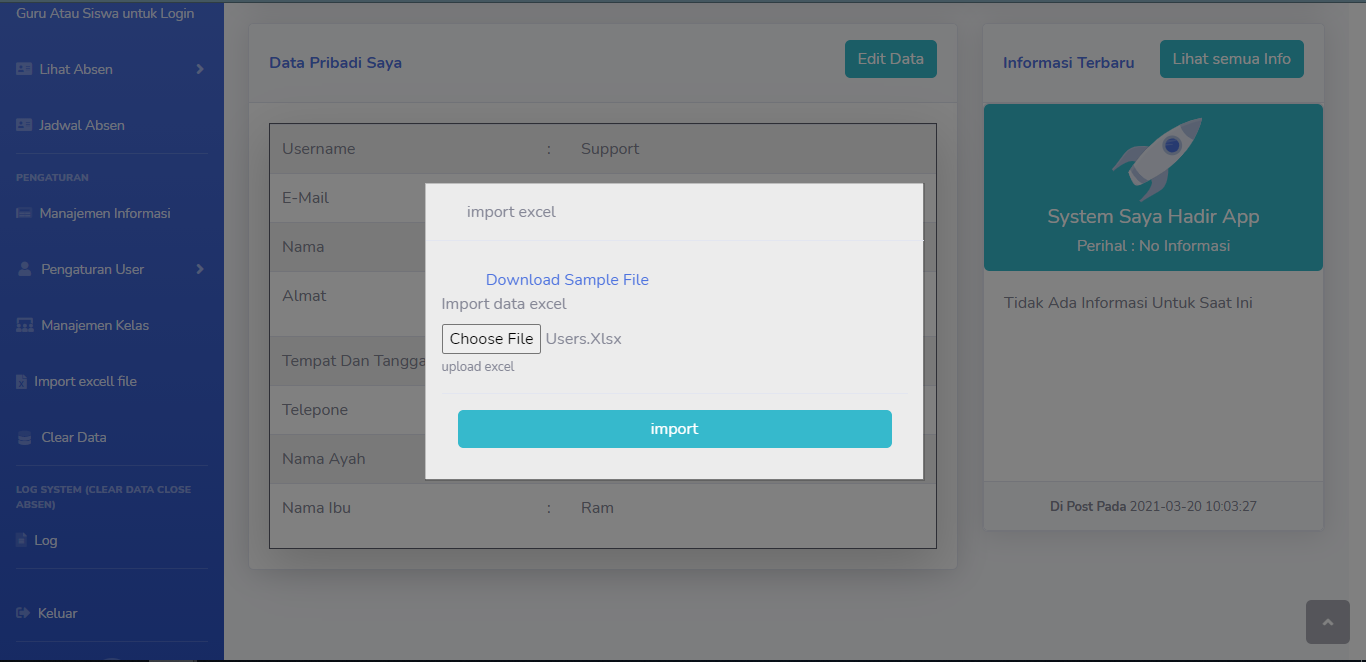 Guru Atau Siswa untuk Login
Lihat Absen
Jadwal Absen
PENGATURAN
Manajemen Informasi
Pengaturan User
Manajemen Kelas
Import excell file
Clear Data
LOG SYSTEM (CLEAR DATA CLOSE
ABSEN)
Log
Keluar
Data Pribadi Saya
Edit Data
Username : Support
E-Mail
Nama
Almat
Tempat Dan Tangga
Telepone
Nama Ayah
Nama Ibu : Ram
import excel
Download Sample File
Import data excel
Choose File Users.Xlsx
upload excel
import
Informasi Terbaru
Lihat semua Info
System Saya Hadir App
Perihal : No Informasi
Tidak Ada Informasi Untuk Saat Ini
Di Post Pada 2021-03-20 10:03:27